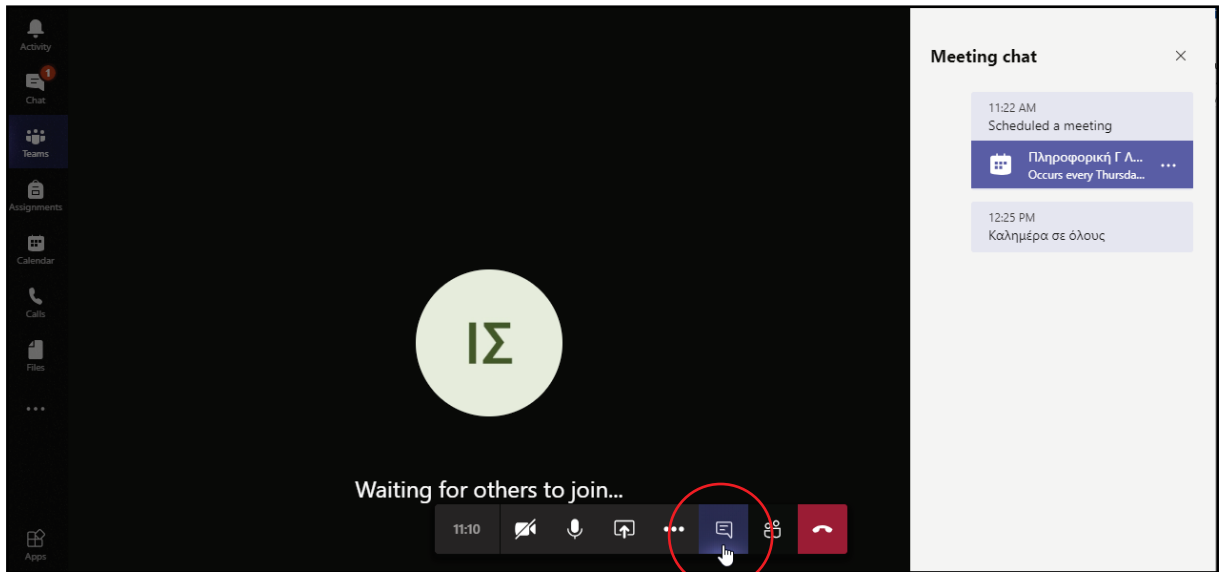 Activity
1
Chat
Teams
Assignments
Calendar
Calls
Files
Apps
ΙΣ
Waiting for others to join...
11:10
Meeting chat
11:22 AM
Scheduled a meeting
Πληροφορική Γ Λ...
Occurs every Thursda...
12:25 PM
Καλημέρα σε όλους